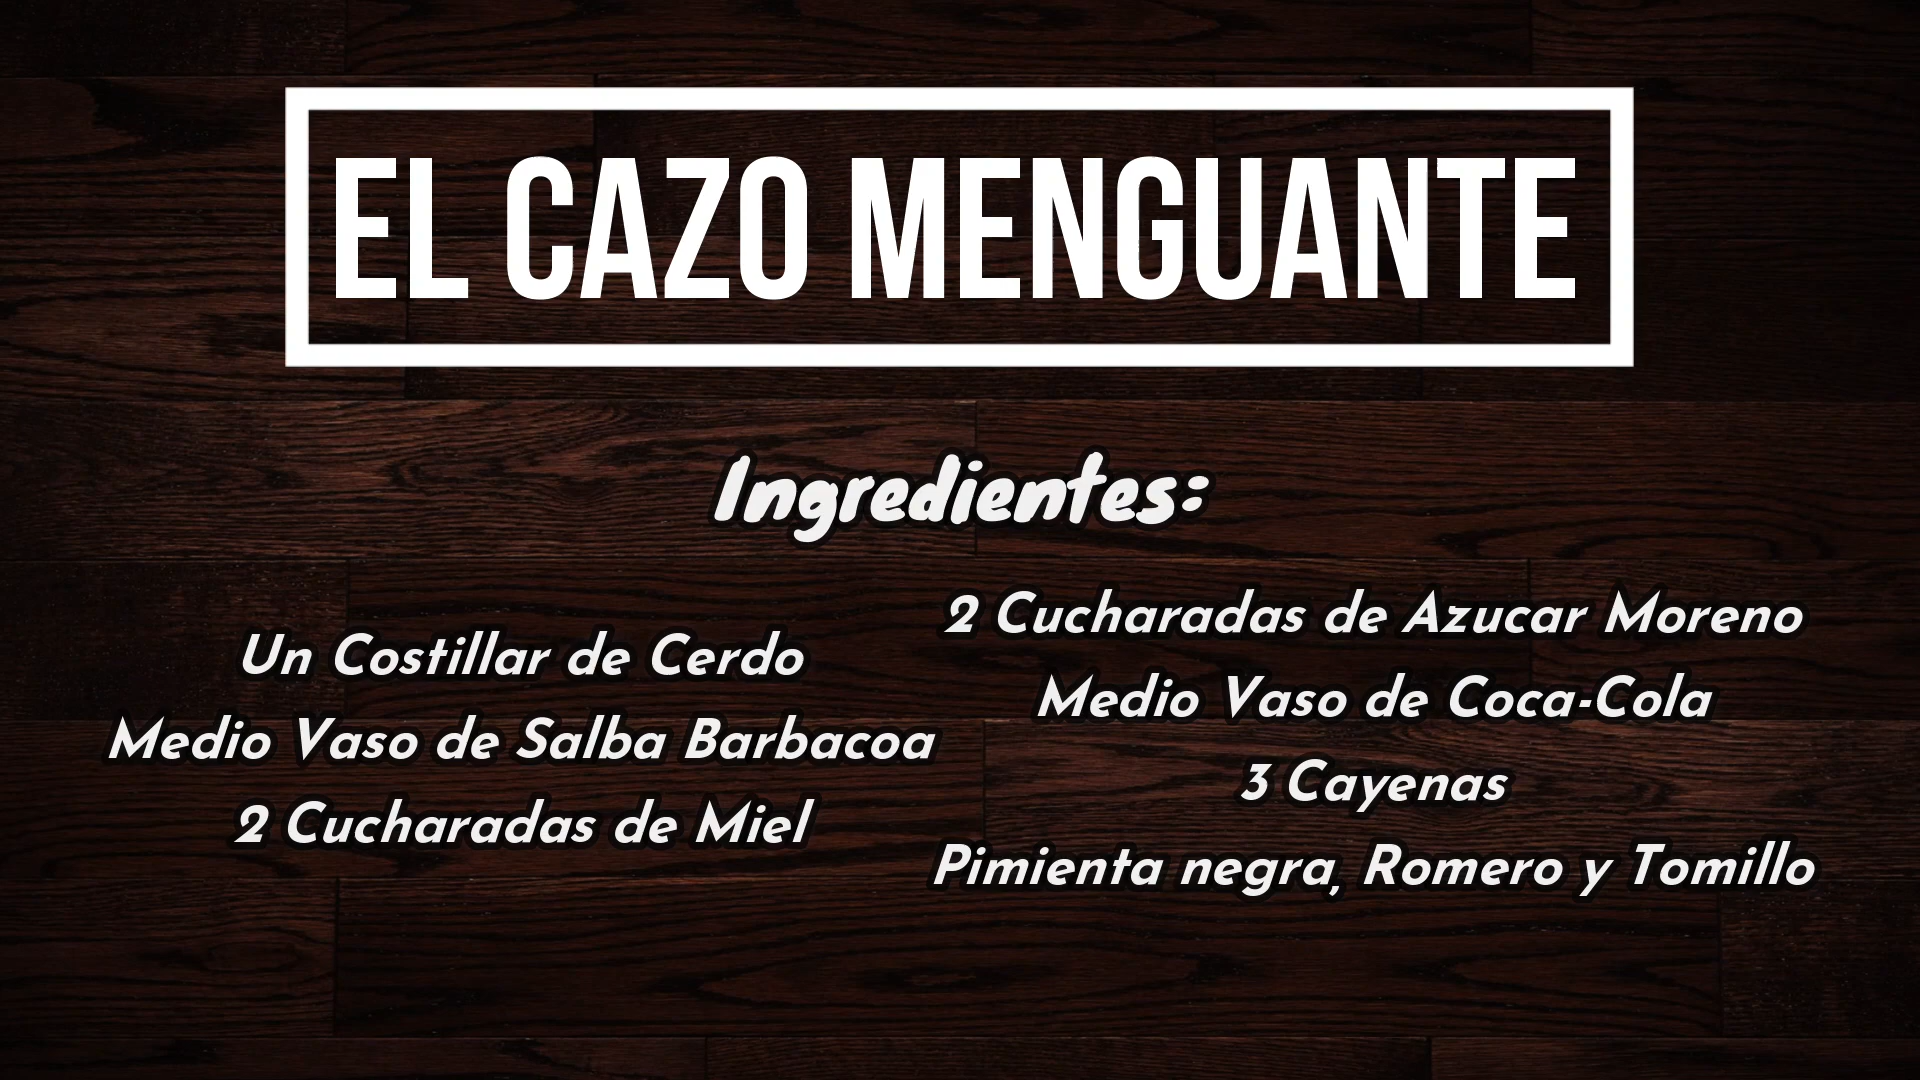 EL CAZO MENGUANTE
Ingredientes:
Un Costillar de Cerdo
Medio Vaso de Salba Barbacoa
2 Cucharadas de Miel
2 Cucharadas de Azucar Moreno
Medio Vaso de Coca-Cola
3 Cayenas
Pimienta negra, Romero y Tomillo